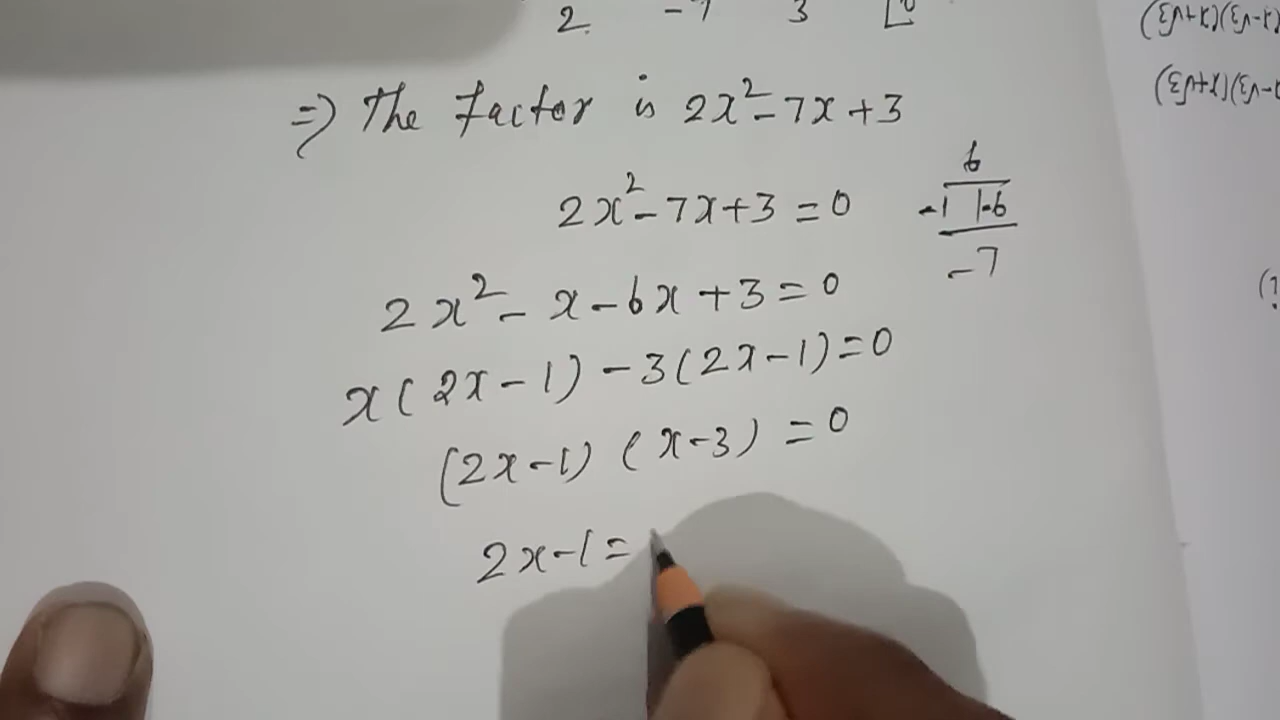 2 -7 3 0
⇒ The factor is 2x² - 7x + 3
2x² - 7x + 3 = 0
6
-1 | -6
-7
2x² - x - 6x + 3 = 0
x(2x - 1) - 3(2x - 1) = 0
(2x - 1) (x - 3) = 0
2x - 1 =